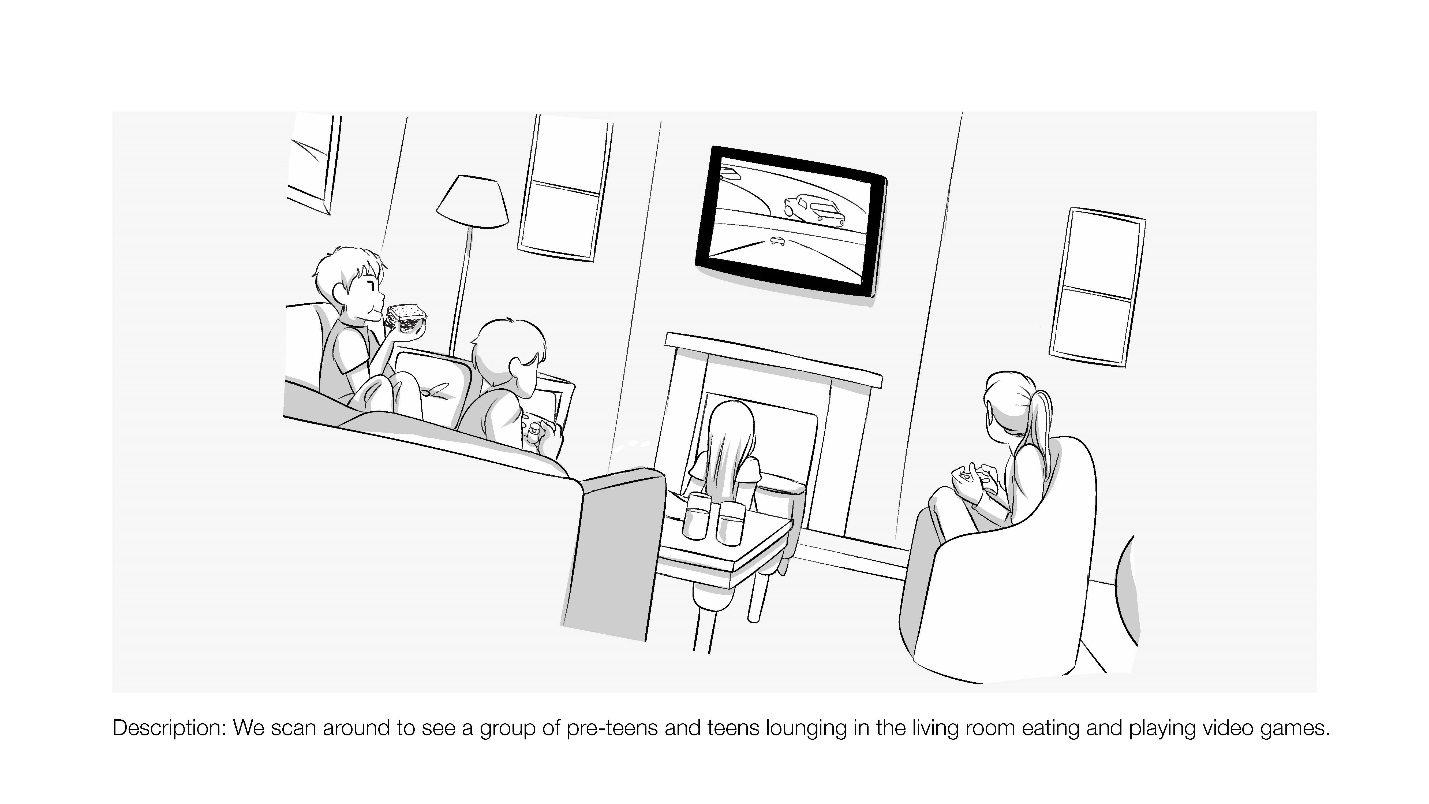 Description: We scan around to see a group of pre-teens and teens lounging in the living room eating and playing video games.